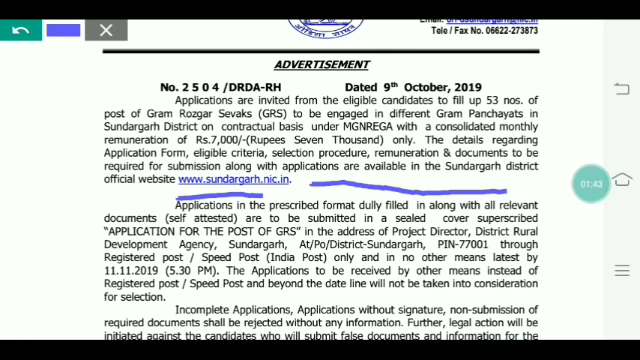 Email: ori-dsundargarh@nic.in
Tele / Fax No. 06622-273873
ADVERTISEMENT
No. 2 5 0 4 /DRDA-RH Dated 9th October, 2019
Applications are invited from the eligible candidates to fill up 53 nos. of
post of Gram Rozgar Sevaks (GRS) to be engaged in different Gram Panchayats in
Sundargarh District on contractual basis under MGNREGA with a consolidated monthly
remuneration of Rs.7,000/-(Rupees Seven Thousand) only. The details regarding
Application Form, eligible criteria, selection procedure, remuneration & documents to be
required for submission along with applications are available in the Sundargarh district
official website www.sundargarh.nic.in.
01:43
Applications in the prescribed format dully filled in along with all relevant
documents (self attested) are to be submitted in a sealed cover superscribed
"APPLICATION FOR THE POST OF GRS" in the address of Project Director, District Rural
Development Agency, Sundargarh, At/Po/District-Sundargarh, PIN-77001 through
Registered post / Speed Post (India Post) only and in no other means latest by
11.11.2019 (5.30 PM). The Applications to be received by other means instead of
Registered post / Speed Post and beyond the date line will not be taken into consideration
for selection.
Incomplete Applications, Applications without signature, non-submission of
required documents shall be rejected without any information. Further, legal action will be
initiated against the candidates who will submit false documents and information for the